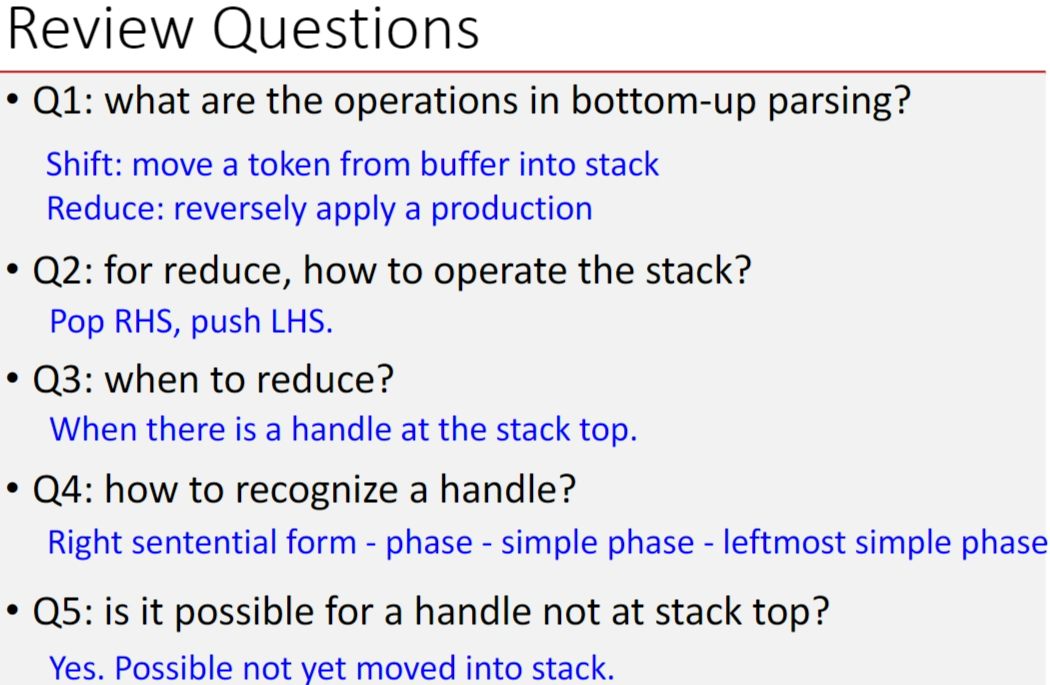 Review Questions
• Q1: what are the operations in bottom-up parsing?
Shift: move a token from buffer into stack
Reduce: reversely apply a production
• Q2: for reduce, how to operate the stack?
Pop RHS, push LHS.
• Q3: when to reduce?
When there is a handle at the stack top.
• Q4: how to recognize a handle?
Right sentential form - phase - simple phase - leftmost simple phase
• Q5: is it possible for a handle not at stack top?
Yes. Possible not yet moved into stack.